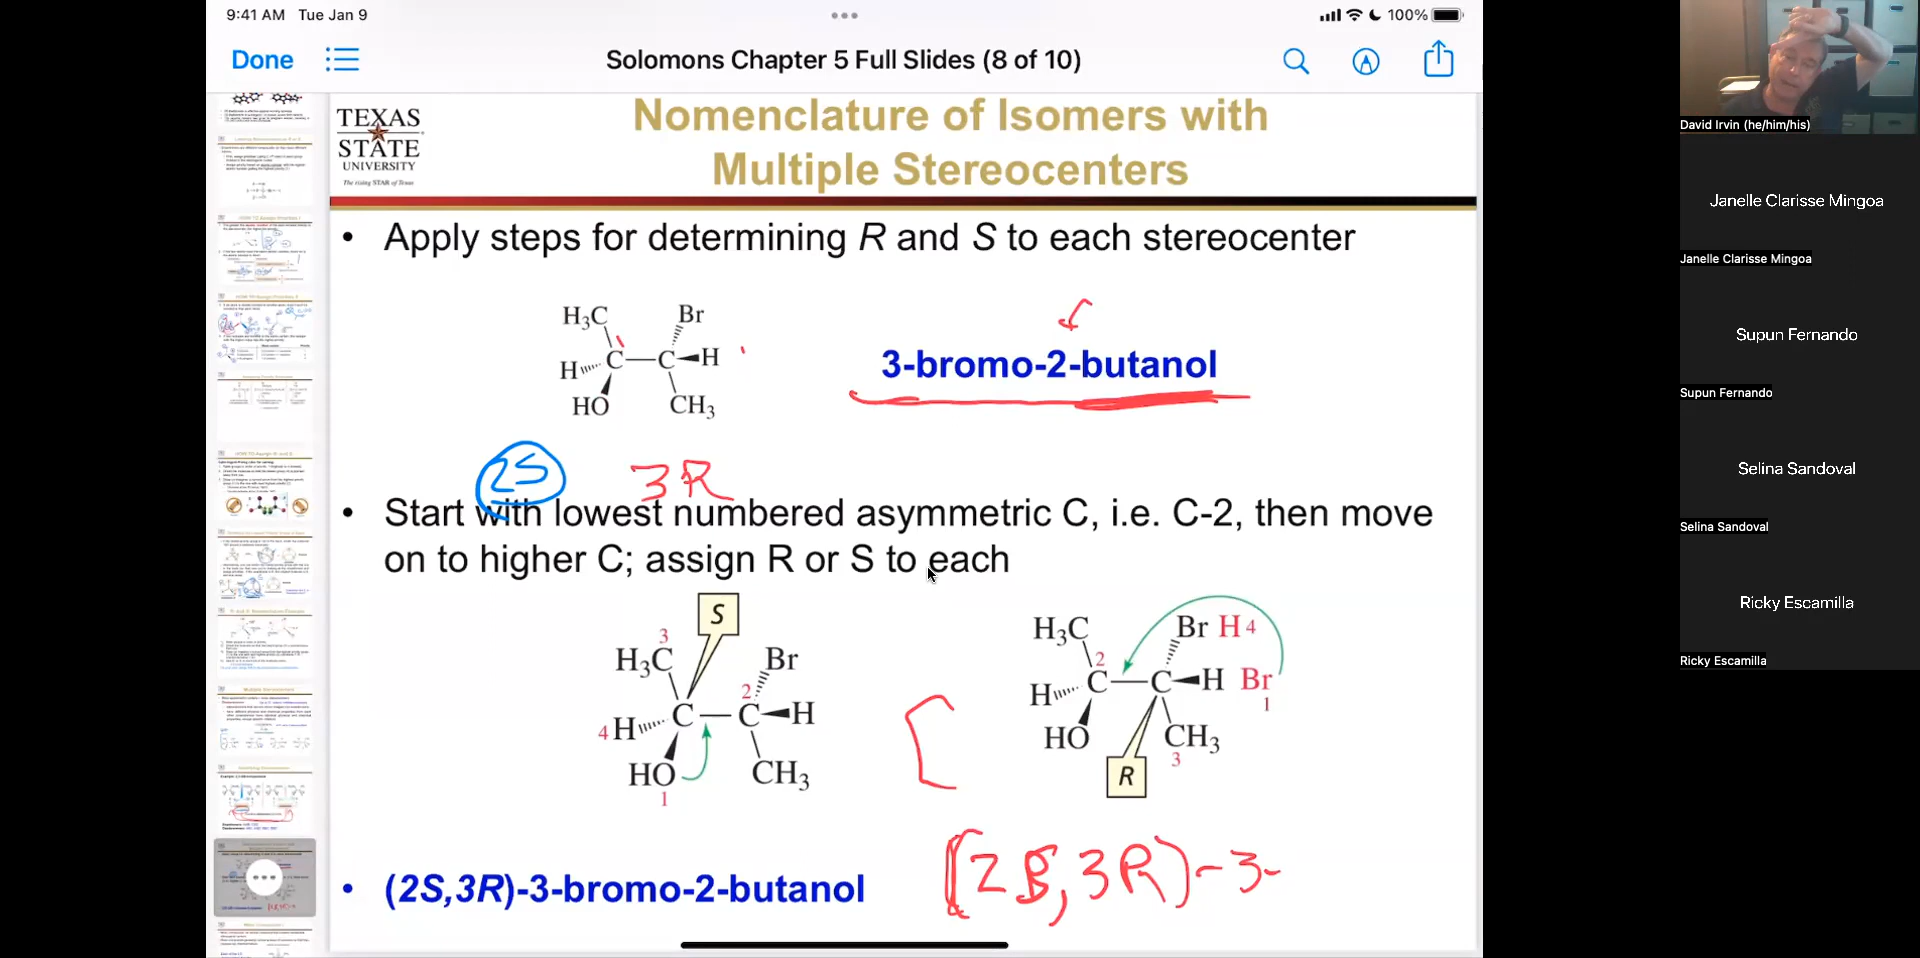 9:41 AM Tue Jan 9
100%
Done
Solomons Chapter 5 Full Slides (8 of 10)
TEXAS
STATE
UNIVERSITY
The rising STAR of Texas
Nomenclature of Isomers with
Multiple Stereocenters
• Apply steps for determining R and S to each stereocenter
H₃C Br
H C C H
HO CH₃
3-bromo-2-butanol
2S 3R
• Start with lowest numbered asymmetric C, i.e. C-2, then move
on to higher C; assign R or S to each
S
3
H₃C Br
2
4 H C C H
HO CH₃
1
H₃C Br H 4
2
H C C H Br
1
HO CH₃
3
R
• (2S,3R)-3-bromo-2-butanol
(2S,3R)-3-
David Irvin (he/him/his)
Janelle Clarisse Mingoa
Janelle Clarisse Mingoa
Supun Fernando
Supun Fernando
Selina Sandoval
Selina Sandoval
Ricky Escamilla
Ricky Escamilla